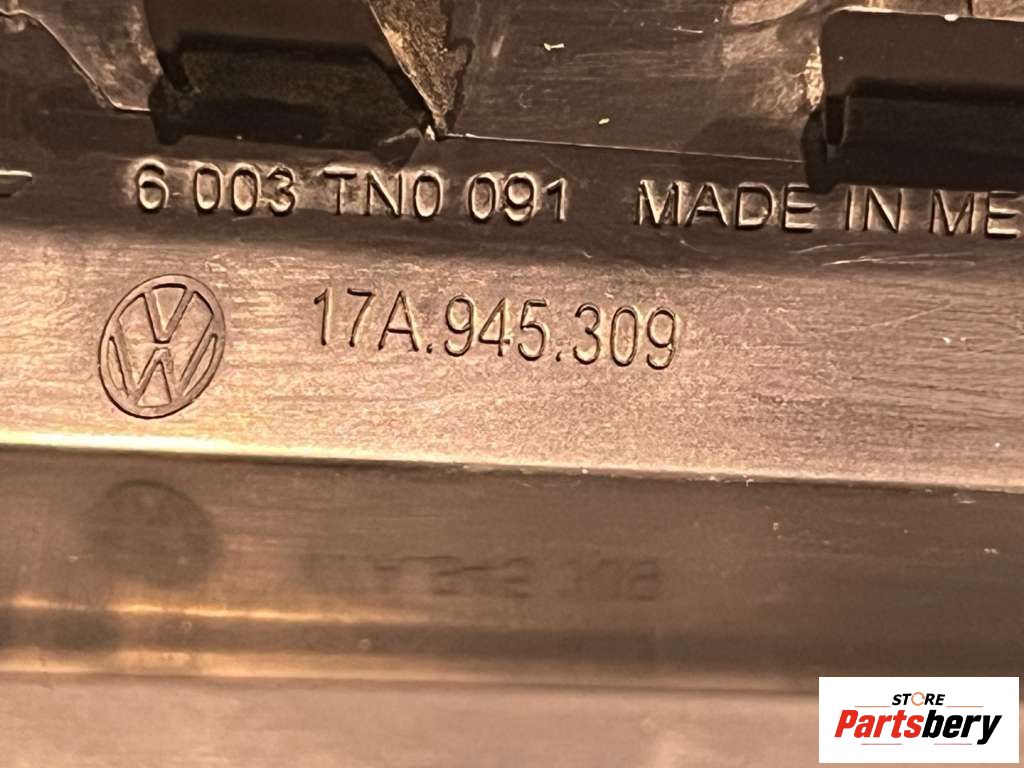 6 003 TN0 091 MADE IN ME
17A.945.309
STORE
Partsbery